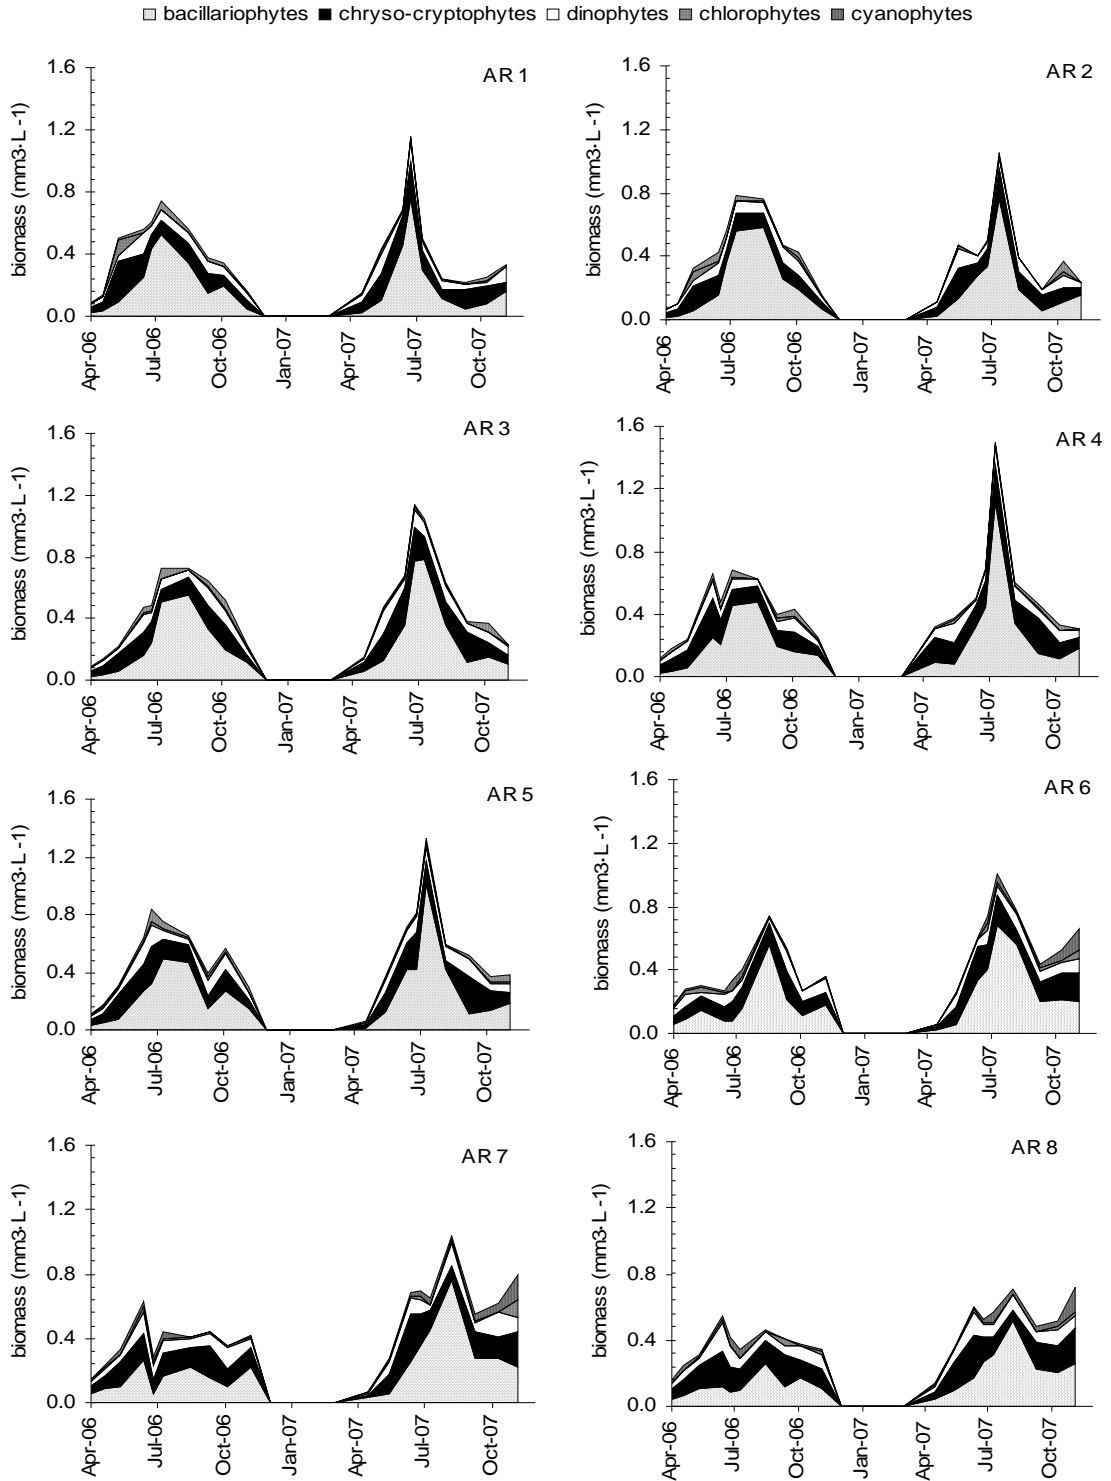 bacillariophytes chryso-cryptophytes dinophytes chlorophytes cyanophytes
AR 1
biomass (mm3·L -1)
1.6
1.2
0.8
0.4
0.0
Apr-06 Jul-06 Oct-06 Jan-07 Apr-07 Jul-07 Oct-07
AR 2
biomass (mm3·L -1)
1.6
1.2
0.8
0.4
0.0
Apr-06 Jul-06 Oct-06 Jan-07 Apr-07 Jul-07 Oct-07
AR 3
biomass (mm3·L -1)
1.6
1.2
0.8
0.4
0.0
Apr-06 Jul-06 Oct-06 Jan-07 Apr-07 Jul-07 Oct-07
AR 4
biomass (mm3·L -1)
1.6
1.2
0.8
0.4
0.0
Apr-06 Jul-06 Oct-06 Jan-07 Apr-07 Jul-07 Oct-07
AR 5
biomass (mm3·L -1)
1.6
1.2
0.8
0.4
0.0
Apr-06 Jul-06 Oct-06 Jan-07 Apr-07 Jul-07 Oct-07
AR 6
biomass (mm3·L -1)
1.6
1.2
0.8
0.4
0.0
Apr-06 Jul-06 Oct-06 Jan-07 Apr-07 Jul-07 Oct-07
AR 7
biomass (mm3·L -1)
1.6
1.2
0.8
0.4
0.0
Apr-06 Jul-06 Oct-06 Jan-07 Apr-07 Jul-07 Oct-07
AR 8
biomass (mm3·L -1)
1.6
1.2
0.8
0.4
0.0
Apr-06 Jul-06 Oct-06 Jan-07 Apr-07 Jul-07 Oct-07